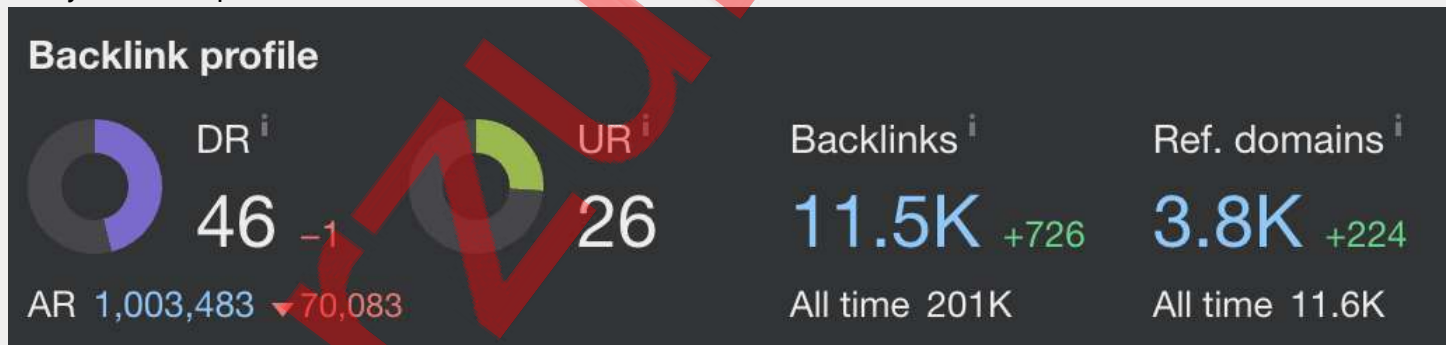 Backlink profile
DR i
46 -1
AR 1,003,483 ▼70,083
UR i
26
Backlinks i
11.5K +726
All time 201K
Ref. domains i
3.8K +224
All time 11.6K